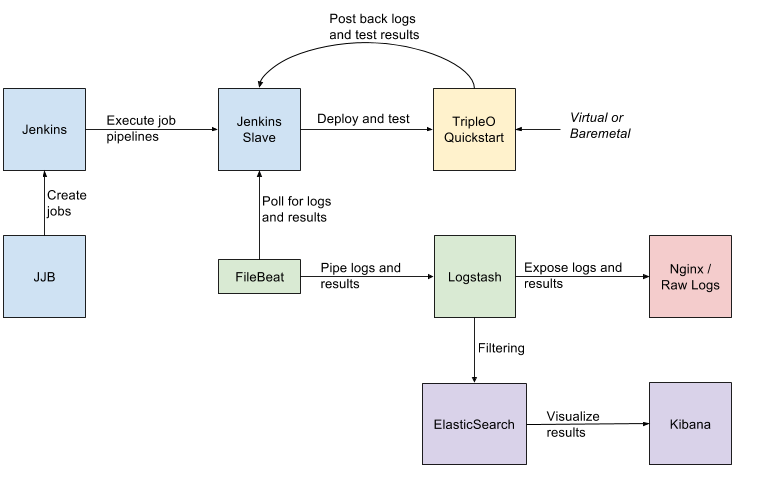 Post back logs
and test results
Jenkins
Execute job
pipelines
Jenkins
Slave
Deploy and test
TripleO
Quickstart
Virtual or
Baremetal
Create
jobs
Poll for logs
and results
JJB
FileBeat
Pipe logs and
results
Logstash
Expose logs and
results
Nginx /
Raw Logs
Filtering
ElasticSearch
Visualize
results
Kibana